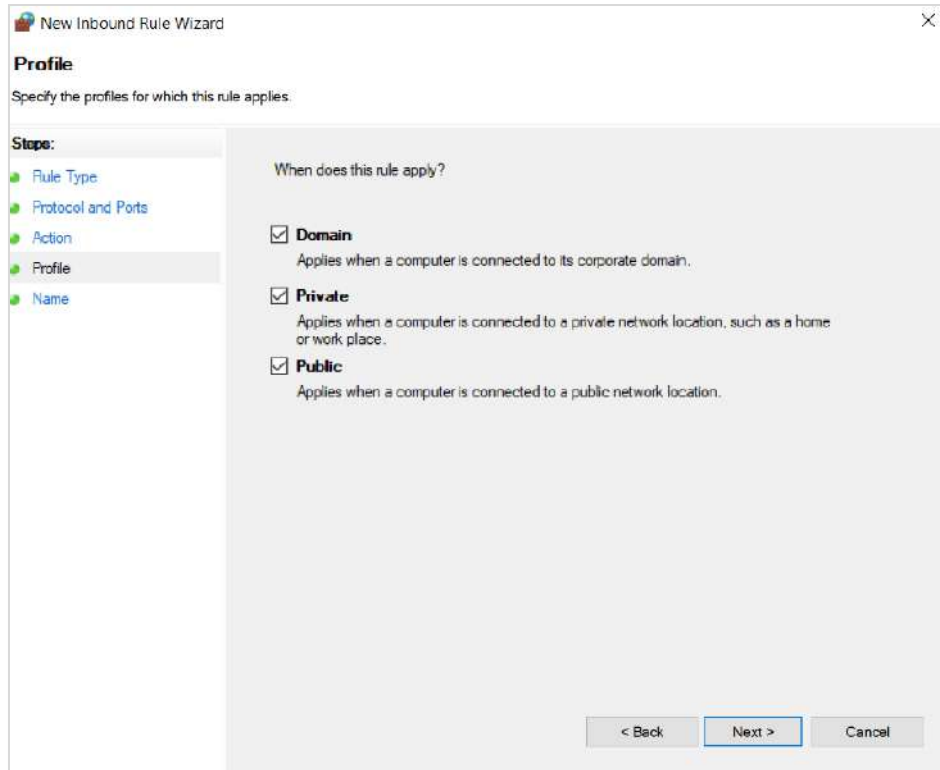 New Inbound Rule Wizard
Profile
Specify the profiles for which this rule applies.
Steps:
Rule Type
Protocol and Ports
Action
Profile
Name
When does this rule apply?
Domain
Applies when a computer is connected to its corporate domain.
Private
Applies when a computer is connected to a private network location, such as a home
or work place.
Public
Applies when a computer is connected to a public network location.
< Back
Next >
Cancel